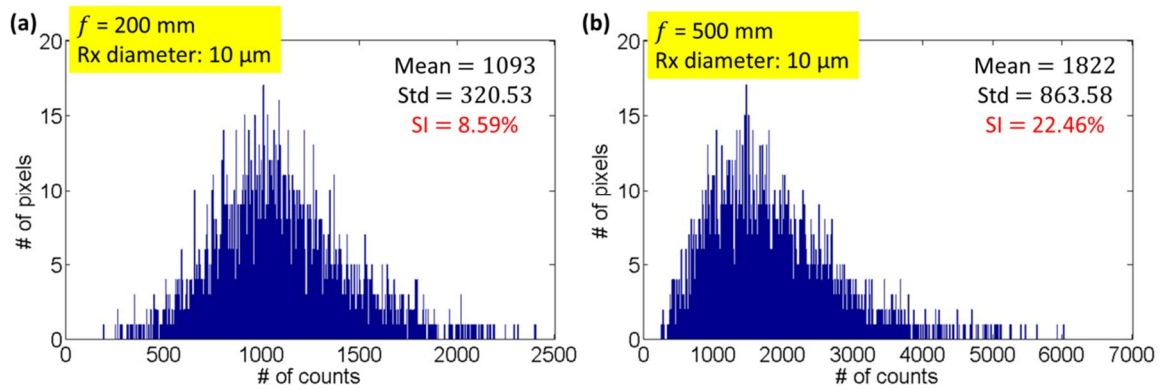 (a)
𝑓 = 200 mm
Rx diameter: 10 µm
Mean = 1093
Std = 320.53
SI = 8.59%
20
15
10
5
0
# of pixels
0 500 1000 1500 2000 2500
# of counts
(b)
𝑓 = 500 mm
Rx diameter: 10 µm
Mean = 1822
Std = 863.58
SI = 22.46%
20
15
10
5
0
# of pixels
0 1000 2000 3000 4000 5000 6000 7000
# of counts